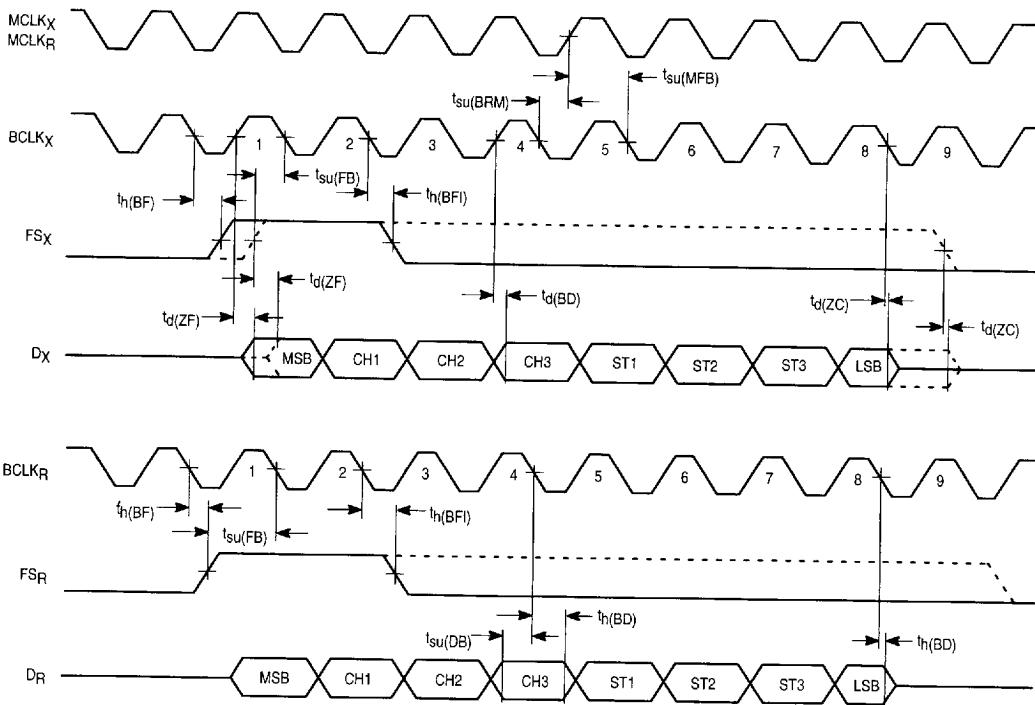 MCLKX
MCLKR
tsu(MFB)
tsu(BRM)
BCLKX
1 2 3 4 5 6 7 8 9
tsu(FB)
th(BF)
th(BFI)
FSX
td(ZF)
td(BD)
td(ZC)
td(ZF)
td(ZC)
DX
MSB CH1 CH2 CH3 ST1 ST2 ST3 LSB
BCLKR
1 2 3 4 5 6 7 8 9
th(BF)
th(BFI)
tsu(FB)
FSR
th(BD)
tsu(DB)
th(BD)
DR
MSB CH1 CH2 CH3 ST1 ST2 ST3 LSB